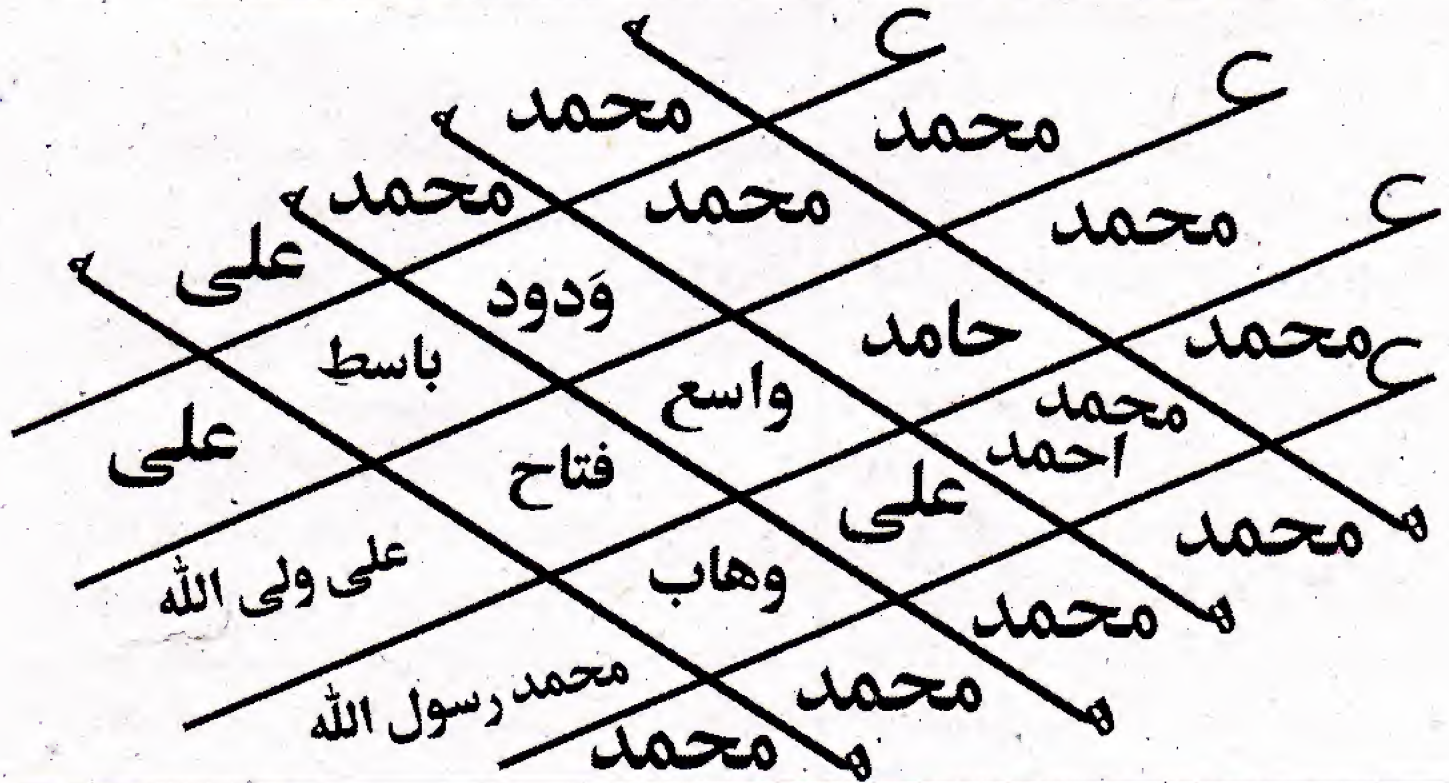 محمد محمد
محمد محمد محمد
علی وَدود حامد محمد
باسط واسع محمد احمد
علی فتاح علی محمد
علی ولی الله وهاب محمد
محمد رسول الله محمد
محمد